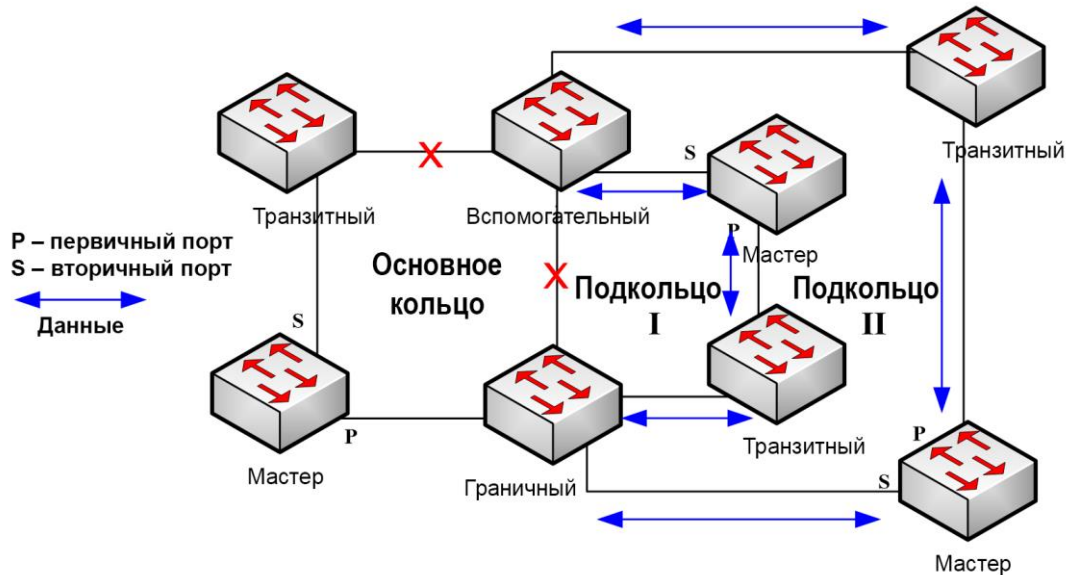 S
P
Транзитный
Транзитный
Вспомогательный
Мастер
P – первичный порт
S – вторичный порт
Данные
Основное
кольцо
Подкольцо
I
Подкольцо
II
S
P
Мастер
Граничный
Транзитный
P
S
Мастер